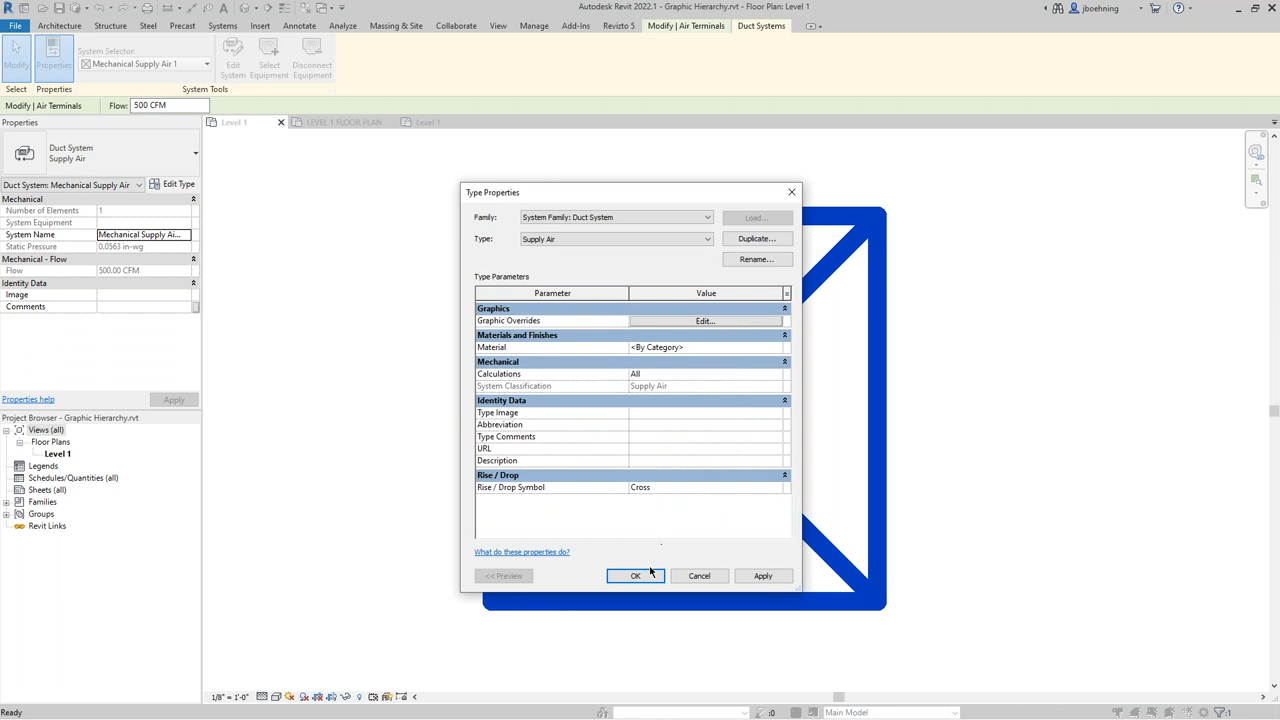 Autodesk Revit 2022.1 - Graphic Hierarchy.rvt - Floor Plan: Level 1
jboehning
File Architecture Structure Steel Precast Systems Insert Annotate Analyze Massing & Site Collaborate View Manage Add-Ins Revizto 5 Modify | Air Terminals Duct Systems
Modify
Properties
System Selector:
Mechanical Supply Air 1
Edit System
Select Equipment
Disconnect Equipment
Select Properties System Tools
Modify | Air Terminals Flow: 500 CFM
Properties
Level 1 LEVEL 1 FLOOR PLAN Level 1
Duct System
Supply Air
Duct System: Mechanical Supply Air Edit Type
Mechanical
Number of Elements 1
System Equipment
System Name Mechanical Supply Ai...
Static Pressure 0.0563 in-wg
Mechanical - Flow
Flow 500.00 CFM
Identity Data
Image
Comments
Properties help Apply
Project Browser - Graphic Hierarchy.rvt
Views (all)
Floor Plans
Level 1
Legends
Schedules/Quantities (all)
Sheets (all)
Families
Groups
Revit Links
Type Properties
Family: System Family: Duct System Load...
Type: Supply Air Duplicate...
Rename...
Type Parameters
Parameter Value =
Graphics
Graphic Overrides Edit...
Materials and Finishes
Material <By Category>
Mechanical
Calculations All
System Classification Supply Air
Identity Data
Type Image
Abbreviation
Type Comments
URL
Description
Rise / Drop
Rise / Drop Symbol Cross
What do these properties do?
<< Preview OK Cancel Apply
1/8" = 1'-0"
Ready :0 Main Model :1